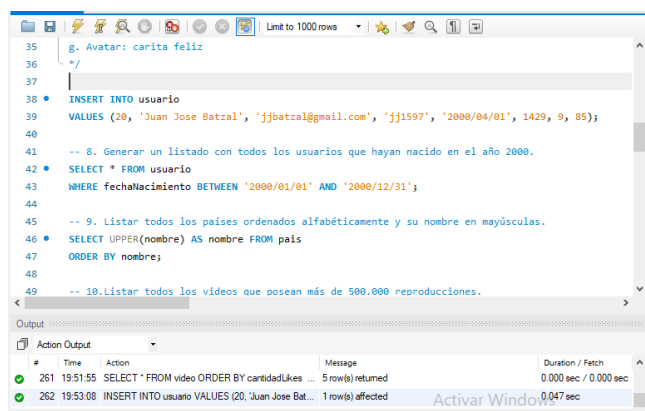 Limit to 1000 rows
35 g. Avatar: carita feliz
36 */
37
38 INSERT INTO usuario
39 VALUES (20, 'Juan Jose Batzal', 'jjbatzal@gmail.com', 'jj1597', '2000/04/01', 1429, 9, 85);
40
41 -- 8. Generar un listado con todos los usuarios que hayan nacido en el año 2000.
42 SELECT * FROM usuario
43 WHERE fechaNacimiento BETWEEN '2000/01/01' AND '2000/12/31';
44
45 -- 9. Listar todos los países ordenados alfabéticamente y su nombre en mayúsculas.
46 SELECT UPPER(nombre) AS nombre FROM pais
47 ORDER BY nombre;
48
49 -- 10.Listar todos los videos que posean más de 500.000 reproducciones.
Output
Action Output
# Time Action Message Duration / Fetch
261 19:51:55 SELECT * FROM video ORDER BY cantidadLikes ... 5 row(s) returned 0.000 sec / 0.000 sec
262 19:53:08 INSERT INTO usuario VALUES (20, 'Juan Jose Bat... 1 row(s) affected 0.047 sec
Activar Windows